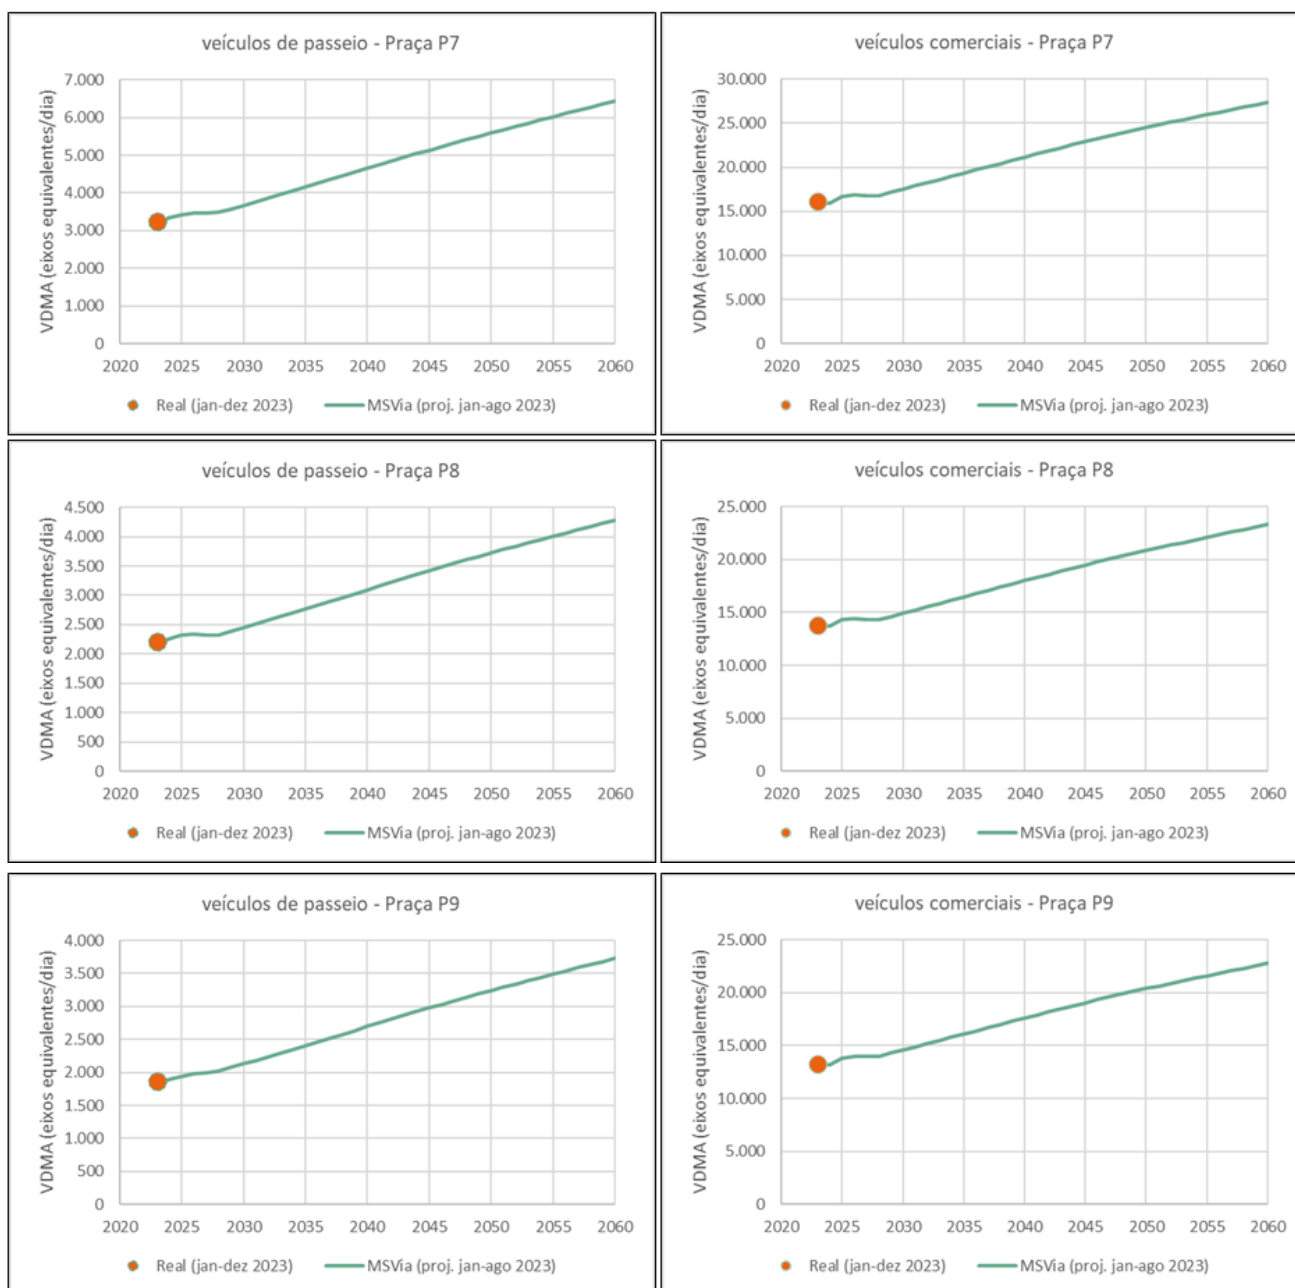 veículos de passeio - Praça P7
VDMA (eixos equivalentes/dia)
7.000
6.000
5.000
4.000
3.000
2.000
1.000
0
2020 2025 2030 2035 2040 2045 2050 2055 2060
Real (jan-dez 2023) MSVia (proj. jan-ago 2023)
veículos comerciais - Praça P7
VDMA (eixos equivalentes/dia)
30.000
25.000
20.000
15.000
10.000
5.000
0
2020 2025 2030 2035 2040 2045 2050 2055 2060
Real (jan-dez 2023) MSVia (proj. jan-ago 2023)
veículos de passeio - Praça P8
VDMA (eixos equivalentes/dia)
4.500
4.000
3.500
3.000
2.500
2.000
1.500
1.000
500
0
2020 2025 2030 2035 2040 2045 2050 2055 2060
Real (jan-dez 2023) MSVia (proj. jan-ago 2023)
veículos comerciais - Praça P8
VDMA (eixos equivalentes/dia)
25.000
20.000
15.000
10.000
5.000
0
2020 2025 2030 2035 2040 2045 2050 2055 2060
Real (jan-dez 2023) MSVia (proj. jan-ago 2023)
veículos de passeio - Praça P9
VDMA (eixos equivalentes/dia)
4.000
3.500
3.000
2.500
2.000
1.500
1.000
500
0
2020 2025 2030 2035 2040 2045 2050 2055 2060
Real (jan-dez 2023) MSVia (proj. jan-ago 2023)
veículos comerciais - Praça P9
VDMA (eixos equivalentes/dia)
25.000
20.000
15.000
10.000
5.000
0
2020 2025 2030 2035 2040 2045 2050 2055 2060
Real (jan-dez 2023) MSVia (proj. jan-ago 2023)